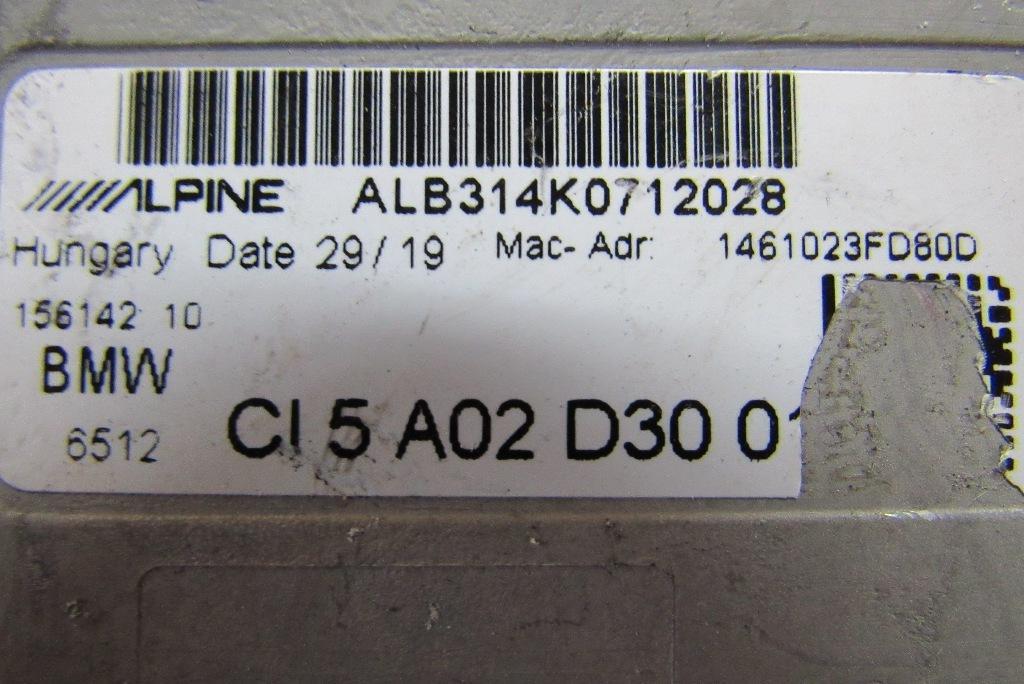 ALPINE ALB314K0712028
Hungary Date 29/19 Mac-Adr: 1461023FD80D
156142 10
BMW
6512 CI 5 A02 D30 01